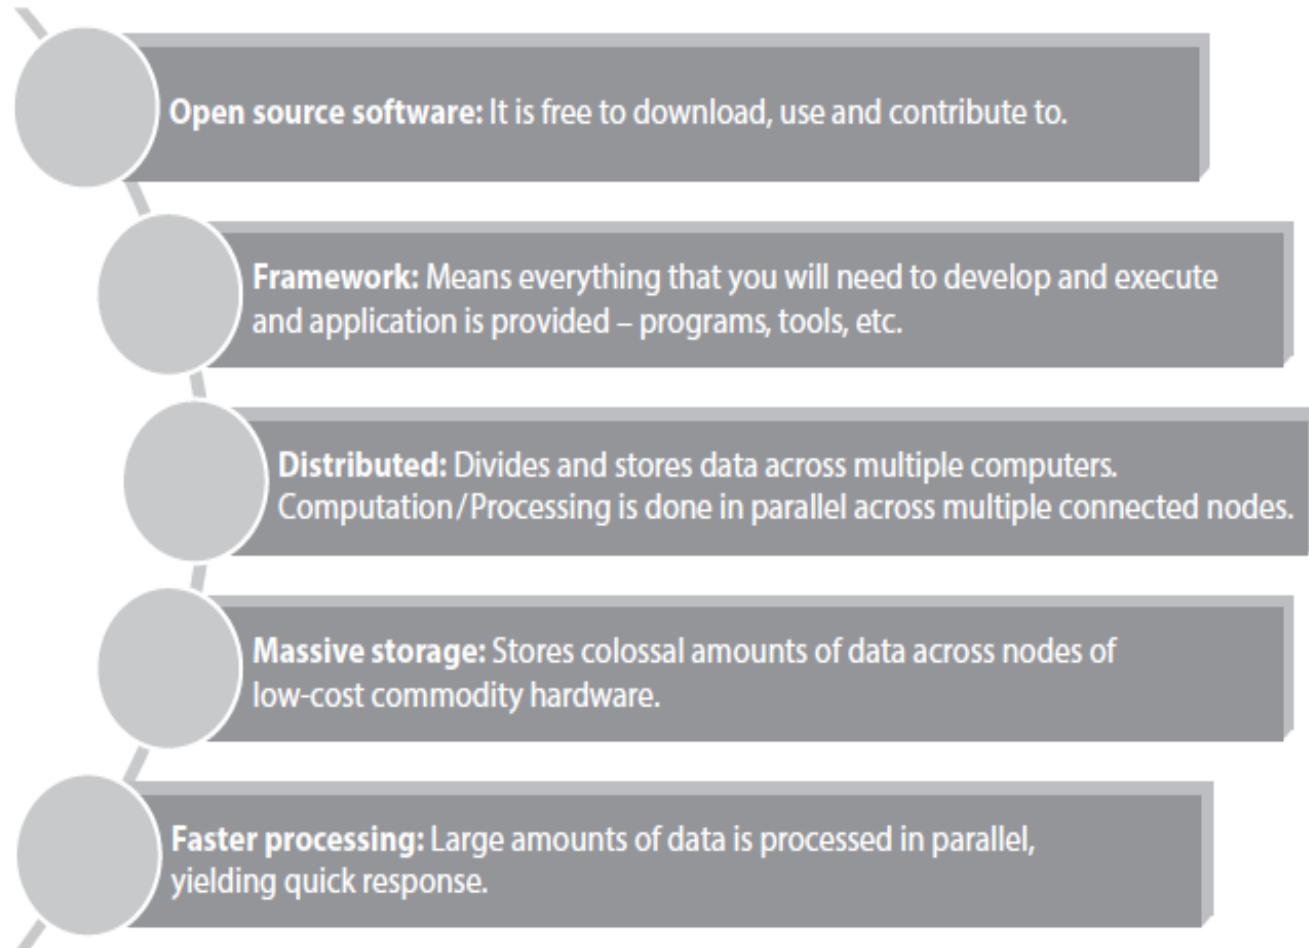 Open source software: It is free to download, use and contribute to.
Framework: Means everything that you will need to develop and execute
and application is provided – programs, tools, etc.
Distributed: Divides and stores data across multiple computers.
Computation/Processing is done in parallel across multiple connected nodes.
Massive storage: Stores colossal amounts of data across nodes of
low-cost commodity hardware.
Faster processing: Large amounts of data is processed in parallel,
yielding quick response.